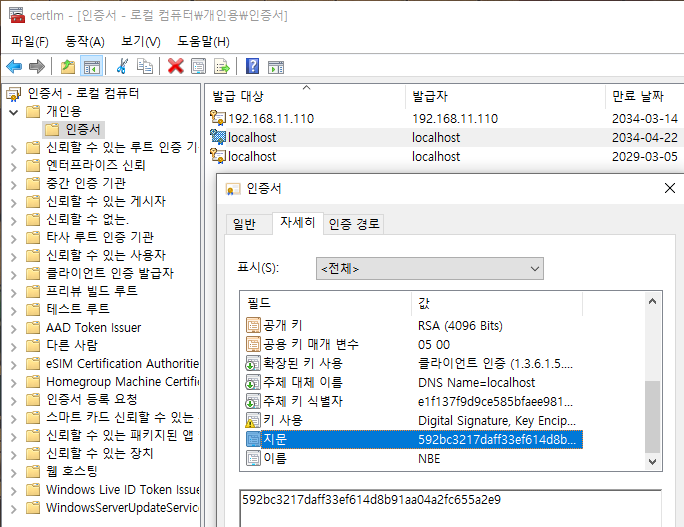 certlm - [인증서 - 로컬 컴퓨터₩개인용₩인증서]
파일(F) 동작(A) 보기(V) 도움말(H)
인증서 - 로컬 컴퓨터
개인용
인증서
신뢰할 수 있는 루트 인증 기
엔터프라이즈 신뢰
중간 인증 기관
신뢰할 수 있는 게시자
신뢰할 수 없는.
타사 루트 인증 기관
신뢰할 수 있는 사용자
클라이언트 인증 발급자
프리뷰 빌드 루트
테스트 루트
AAD Token Issuer
다른 사람
eSIM Certification Authorities
Homegroup Machine Certific
인증서 등록 요청
스마트 카드 신뢰할 수 있는
신뢰할 수 있는 패키지된 앱
신뢰할 수 있는 장치
웹 호스팅
Windows Live ID Token Issue
WindowsServerUpdateService
발급 대상 발급자 만료 날짜
192.168.11.110 192.168.11.110 2034-03-14
localhost localhost 2034-04-22
localhost localhost 2029-03-05
인증서
일반 자세히 인증 경로
표시(S): <전체>
필드 값
공개 키 RSA (4096 Bits)
공용 키 매개 변수 05 00
확장된 키 사용 클라이언트 인증 (1.3.6.1.5....
주체 대체 이름 DNS Name=localhost
주체 키 식별자 e1f137f9d9ce585bfaee981...
키 사용 Digital Signature, Key Encip...
지문 592bc3217daff33ef614d8b...
이름 NBE
592bc3217daff33ef614d8b91aa04a2fc655a2e9